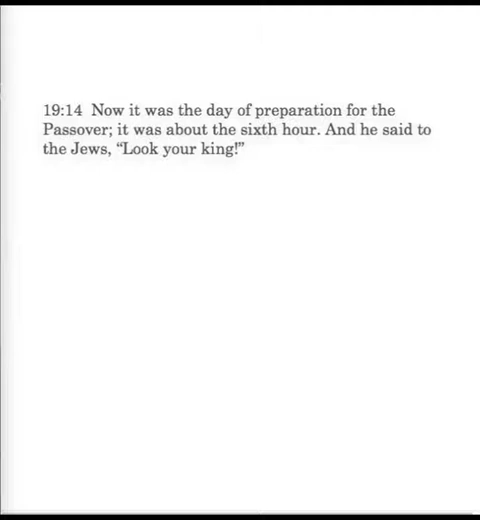 19:14 Now it was the day of preparation for the
Passover; it was about the sixth hour. And he said to
the Jews, “Look your king!”